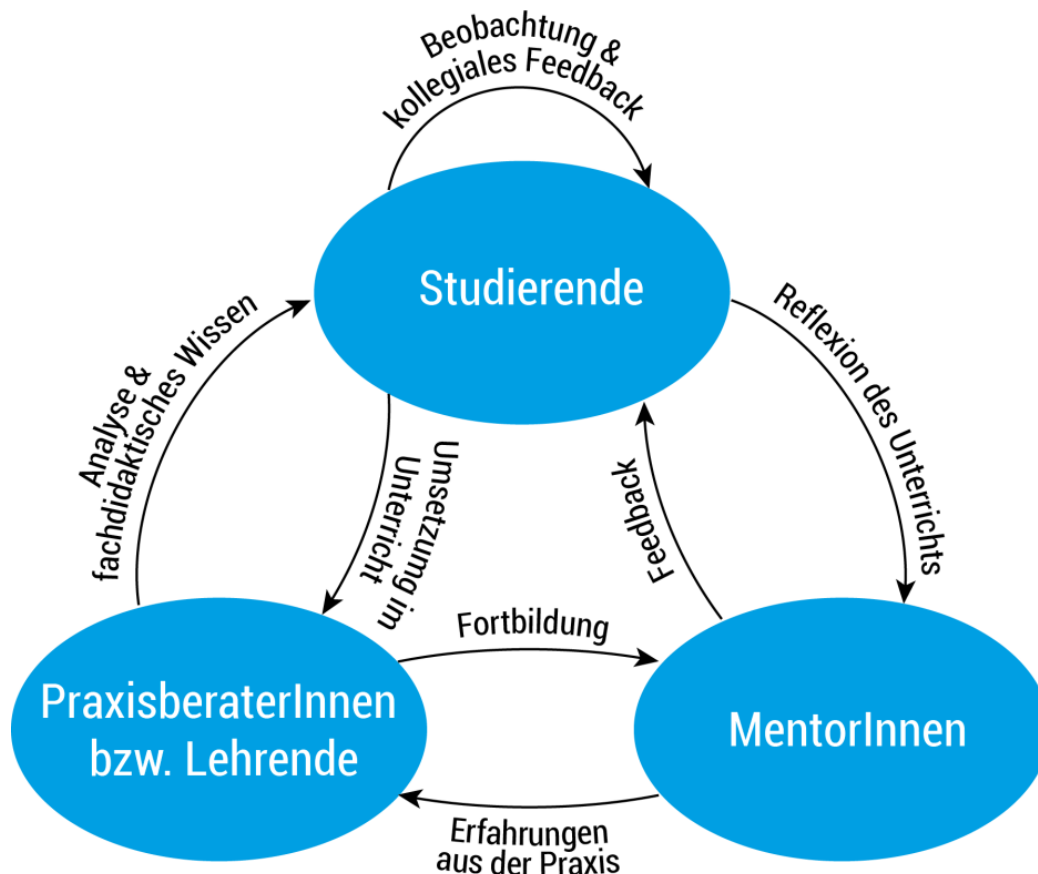 Beobachtung &
kollegiales Feedback
Studierende
Analyse &
fachdidaktisches Wissen
Reflexion des Unterrichts
Umsetzumg im
Unterricht
Feedback
Fortbildung
PraxisberaterInnen
bzw. Lehrende
MentorInnen
Erfahrungen
aus der Praxis